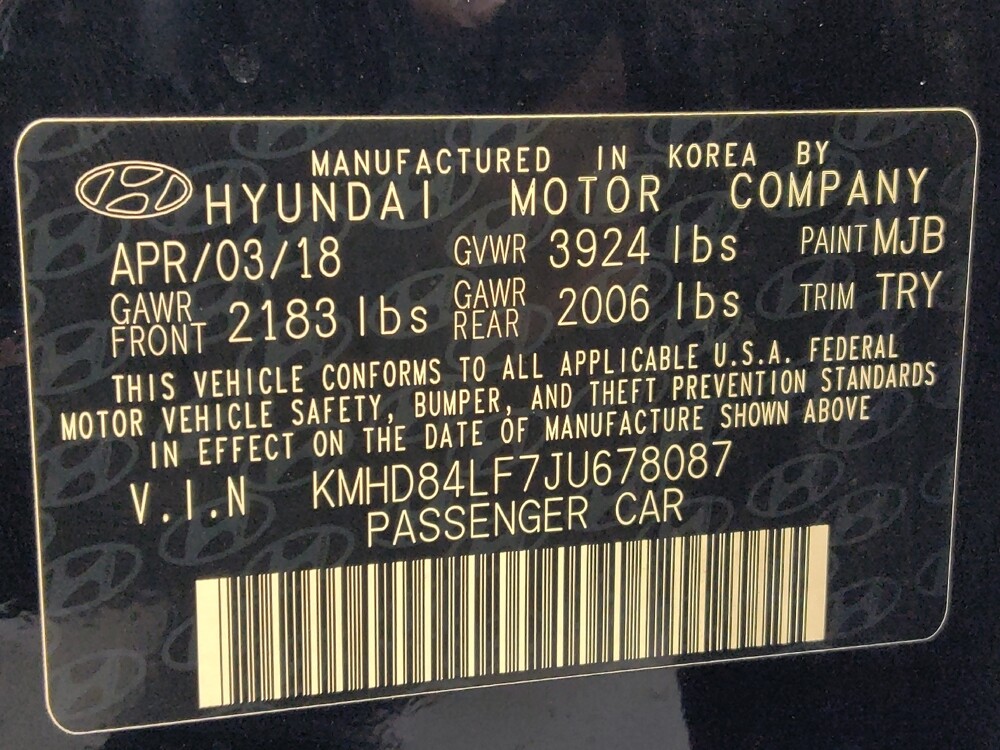 MANUFACTURED IN KOREA BY
HYUNDAI MOTOR COMPANY
APR/03/18 GVWR 3924 lbs PAINT MJB
GAWR FRONT 2183 lbs GAWR REAR 2006 lbs TRIM TRY
THIS VEHICLE CONFORMS TO ALL APPLICABLE U.S.A. FEDERAL
MOTOR VEHICLE SAFETY, BUMPER, AND THEFT PREVENTION STANDARDS
IN EFFECT ON THE DATE OF MANUFACTURE SHOWN ABOVE
V.I.N KMHD84LF7JU678087
PASSENGER CAR